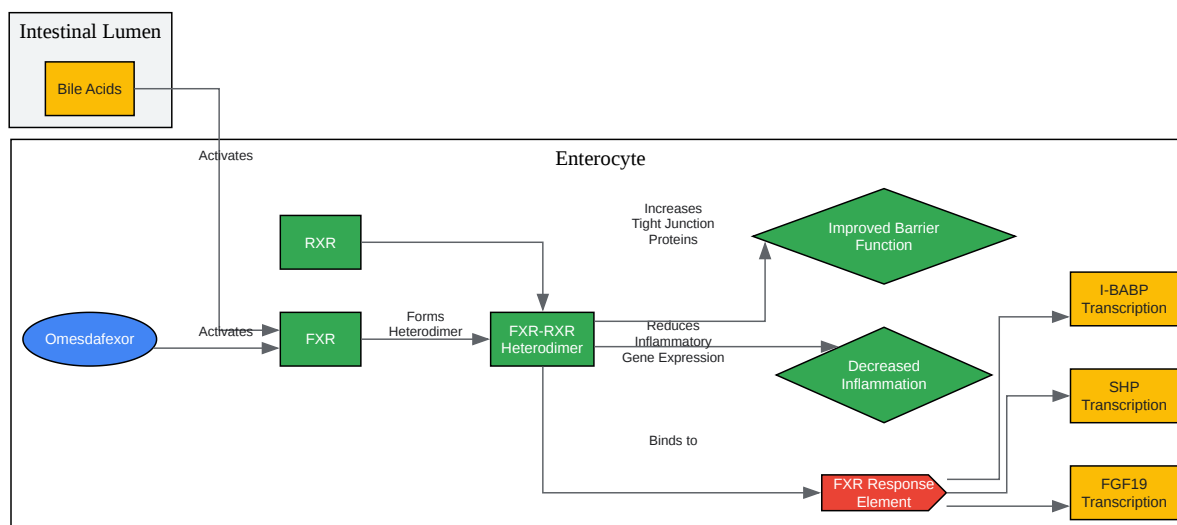 Intestinal Lumen
Bile Acids
Activates
Enterocyte
Increases
Tight Junction
Proteins
Improved Barrier
Function
RXR
I-BABP
Transcription
Omesdafexor
Activates
FXR
Forms
Heterodimer
FXR-RXR
Heterodimer
Reduces
Inflammatory
Gene Expression
Decreased
Inflammation
SHP
Transcription
Binds to
FXR Response
Element
FGF19
Transcription